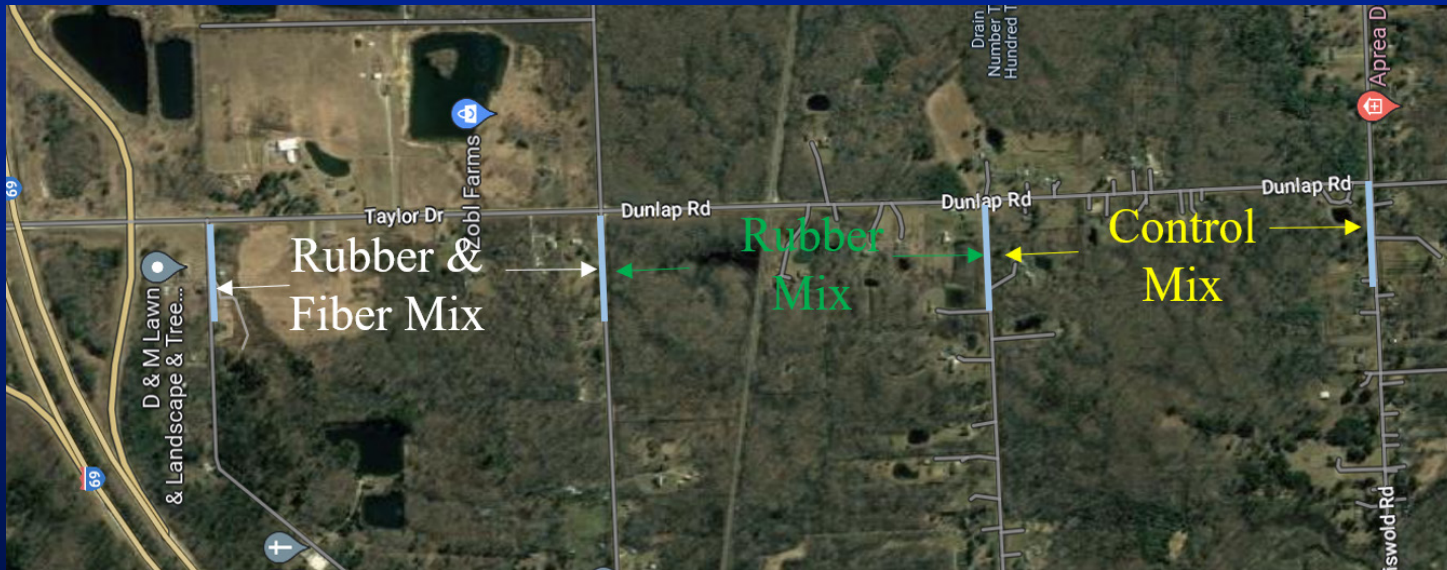 Drain
Number T
Hundred T
Aprea D
69
Zobl Farms
Taylor Dr
Dunlap Rd
Dunlap Rd
Dunlap Rd
Rubber &
Fiber Mix
Rubber
Mix
Control
Mix
D & M Lawn
& Landscape & Tree...
69
iswold Rd